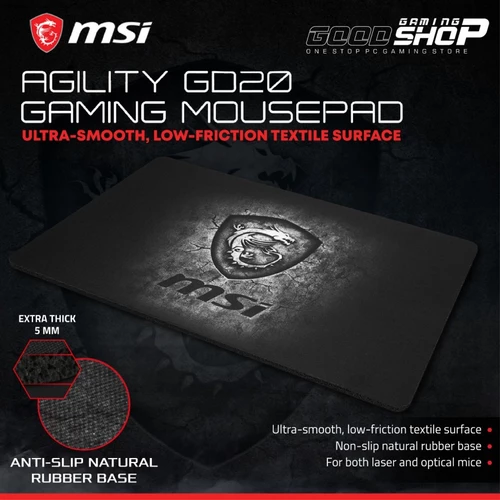 msi
GAMING
GOOD SHOP
ONE STOP PC GAMING STORE
AGILITY GD20
GAMING MOUSEPAD
ULTRA-SMOOTH, LOW-FRICTION TEXTILE SURFACE
msi
EXTRA THICK
5 MM
Ultra-smooth, low-friction textile surface
Non-slip natural rubber base
For both laser and optical mice
ANTI-SLIP NATURAL
RUBBER BASE